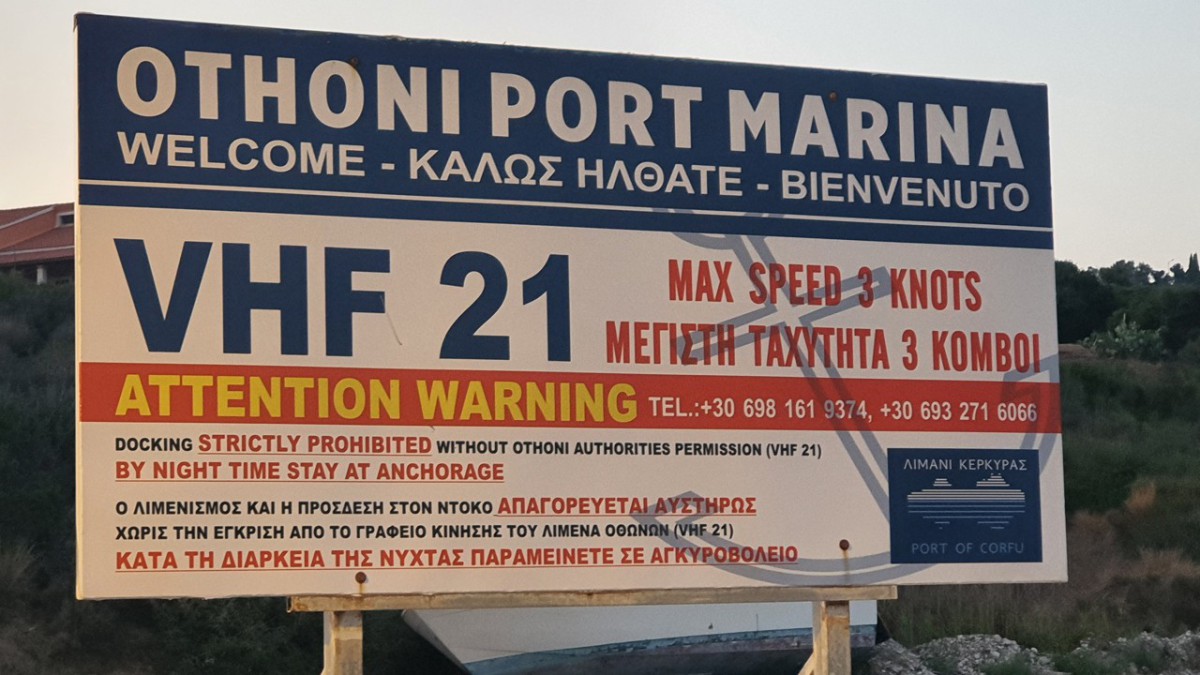 OTHONI PORT MARINA
WELCOME - ΚΑΛΩΣ ΗΛΘΑΤΕ - BIENVENUTO
VHF 21
MAX SPEED 3 KNOTS
ΜΕΓΙΣΤΗ ΤΑΧΥΤΗΤΑ 3 ΚΟΜΒΟΙ
ATTENTION WARNING TEL.:+30 698 161 9374, +30 693 271 6066
DOCKING STRICTLY PROHIBITED WITHOUT OTHONI AUTHORITIES PERMISSION (VHF 21)
BY NIGHT TIME STAY AT ANCHORAGE
Ο ΛΙΜΕΝΙΣΜΟΣ ΚΑΙ Η ΠΡΟΣΔΕΣΗ ΣΤΟΝ ΝΤΟΚΟ ΑΠΑΓΟΡΕΥΕΤΑΙ ΑΥΣΤΗΡΩΣ
ΧΩΡΙΣ ΤΗΝ ΕΓΚΡΙΣΗ ΑΠΟ ΤΟ ΓΡΑΦΕΙΟ ΚΙΝΗΣΗΣ ΤΟΥ ΛΙΜΕΝΑ ΟΘΩΝΩΝ (VHF 21)
ΚΑΤΑ ΤΗ ΔΙΑΡΚΕΙΑ ΤΗΣ ΝΥΧΤΑΣ ΠΑΡΑΜΕΙΝΕΤΕ ΣΕ ΑΓΚΥΡΟΒΟΛΕΙΟ
ΛΙΜΑΝΙ ΚΕΡΚΥΡΑΣ
PORT OF CORFU